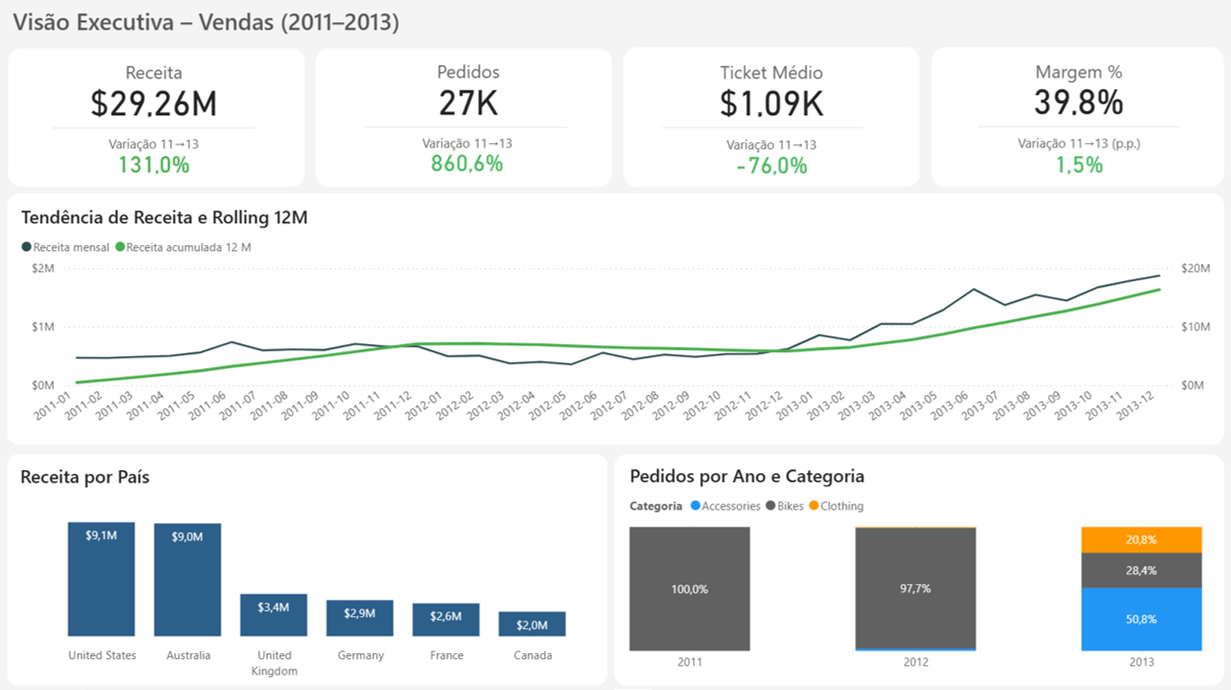 Visão Executiva – Vendas (2011–2013)
Receita
$29,26M
Variação 11→13
131,0%
Pedidos
27K
Variação 11→13
860,6%
Ticket Médio
$1,09K
Variação 11→13
-76,0%
Margem %
39,8%
Variação 11→13 (p.p.)
1,5%
Tendência de Receita e Rolling 12M
Receita mensal Receita acumulada 12 M
$2M
$1M
$0M
$20M
$10M
$0M
2011-01
2011-02
2011-03
2011-04
2011-05
2011-06
2011-07
2011-08
2011-09
2011-10
2011-11
2011-12
2012-01
2012-02
2012-03
2012-04
2012-05
2012-06
2012-07
2012-08
2012-09
2012-10
2012-11
2012-12
2013-01
2013-02
2013-03
2013-04
2013-05
2013-06
2013-07
2013-08
2013-09
2013-10
2013-11
2013-12
Receita por País
$9,1M
$9,0M
$3,4M
$2,9M
$2,6M
$2,0M
United States
Australia
United
Kingdom
Germany
France
Canada
Pedidos por Ano e Categoria
Categoria Accessories Bikes Clothing
100,0%
97,7%
20,8%
28,4%
50,8%
2011
2012
2013